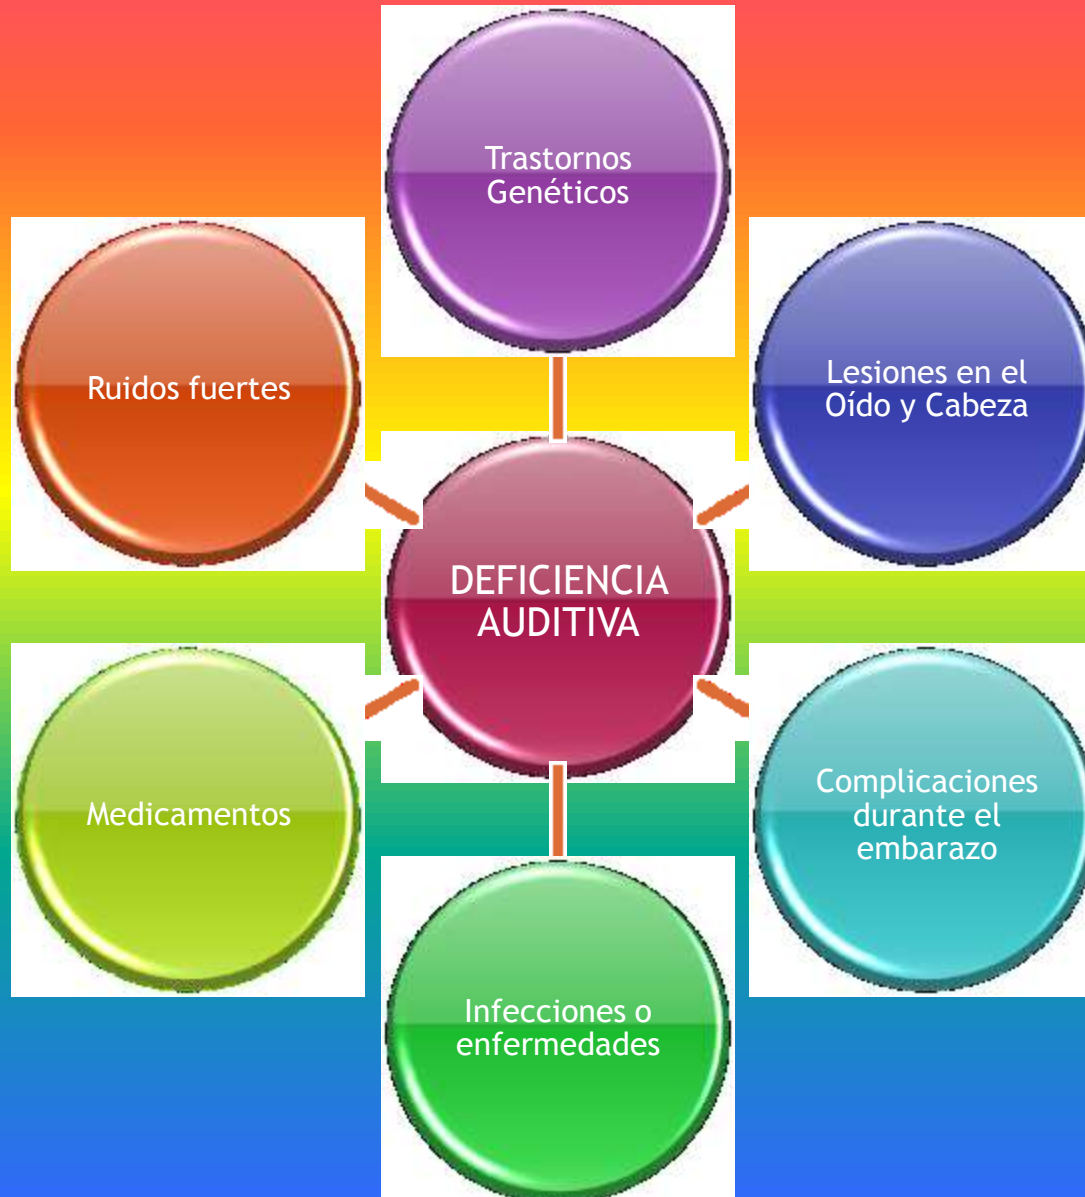 Trastornos
Genéticos
Ruidos fuertes
Lesiones en el
Oído y Cabeza
DEFICIENCIA
AUDITIVA
Medicamentos
Complicaciones
durante el
embarazo
Infecciones o
enfermedades